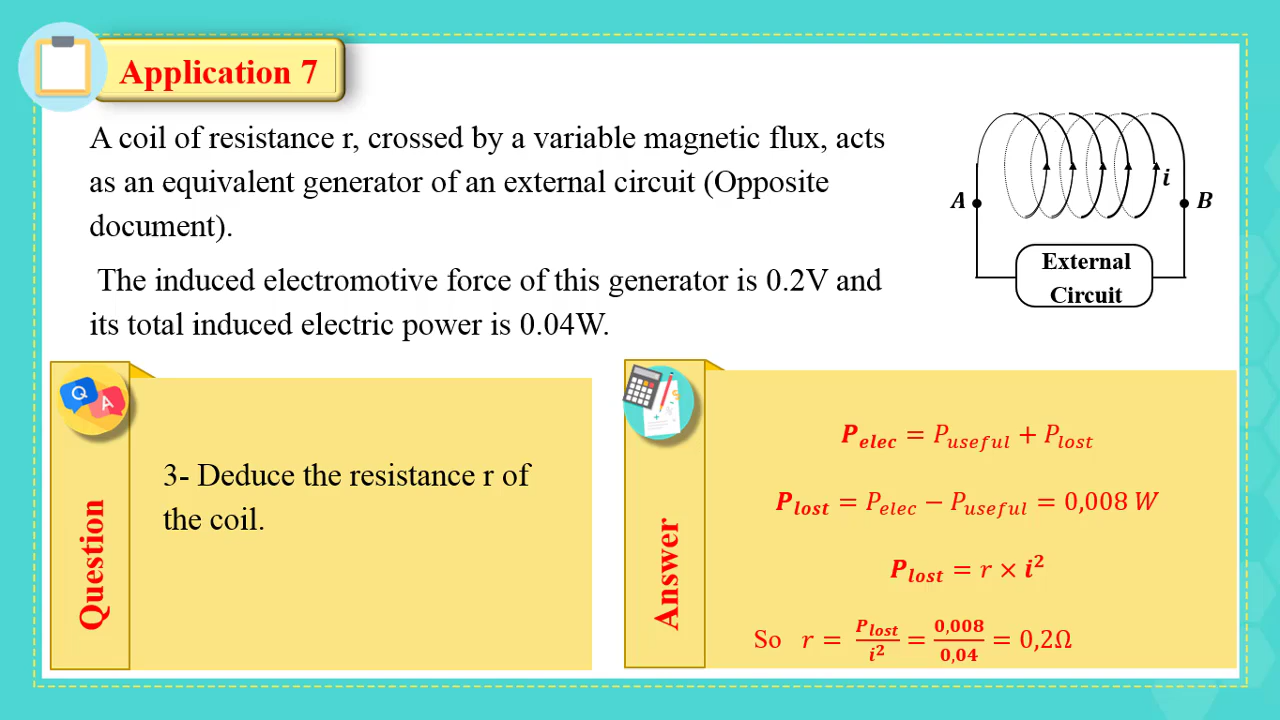 Application 7
A coil of resistance r, crossed by a variable magnetic flux, acts
as an equivalent generator of an external circuit (Opposite
document).
The induced electromotive force of this generator is 0.2V and
its total induced electric power is 0.04W.
A
i
B
External
Circuit
Q
A
Question
3- Deduce the resistance r of
the coil.
Answer
P_elec = P_useful + P_lost
P_lost = P_elec − P_useful = 0,008 W
P_lost = r × i²
So r = P_lost/i² = 0,008/0,04 = 0,2Ω